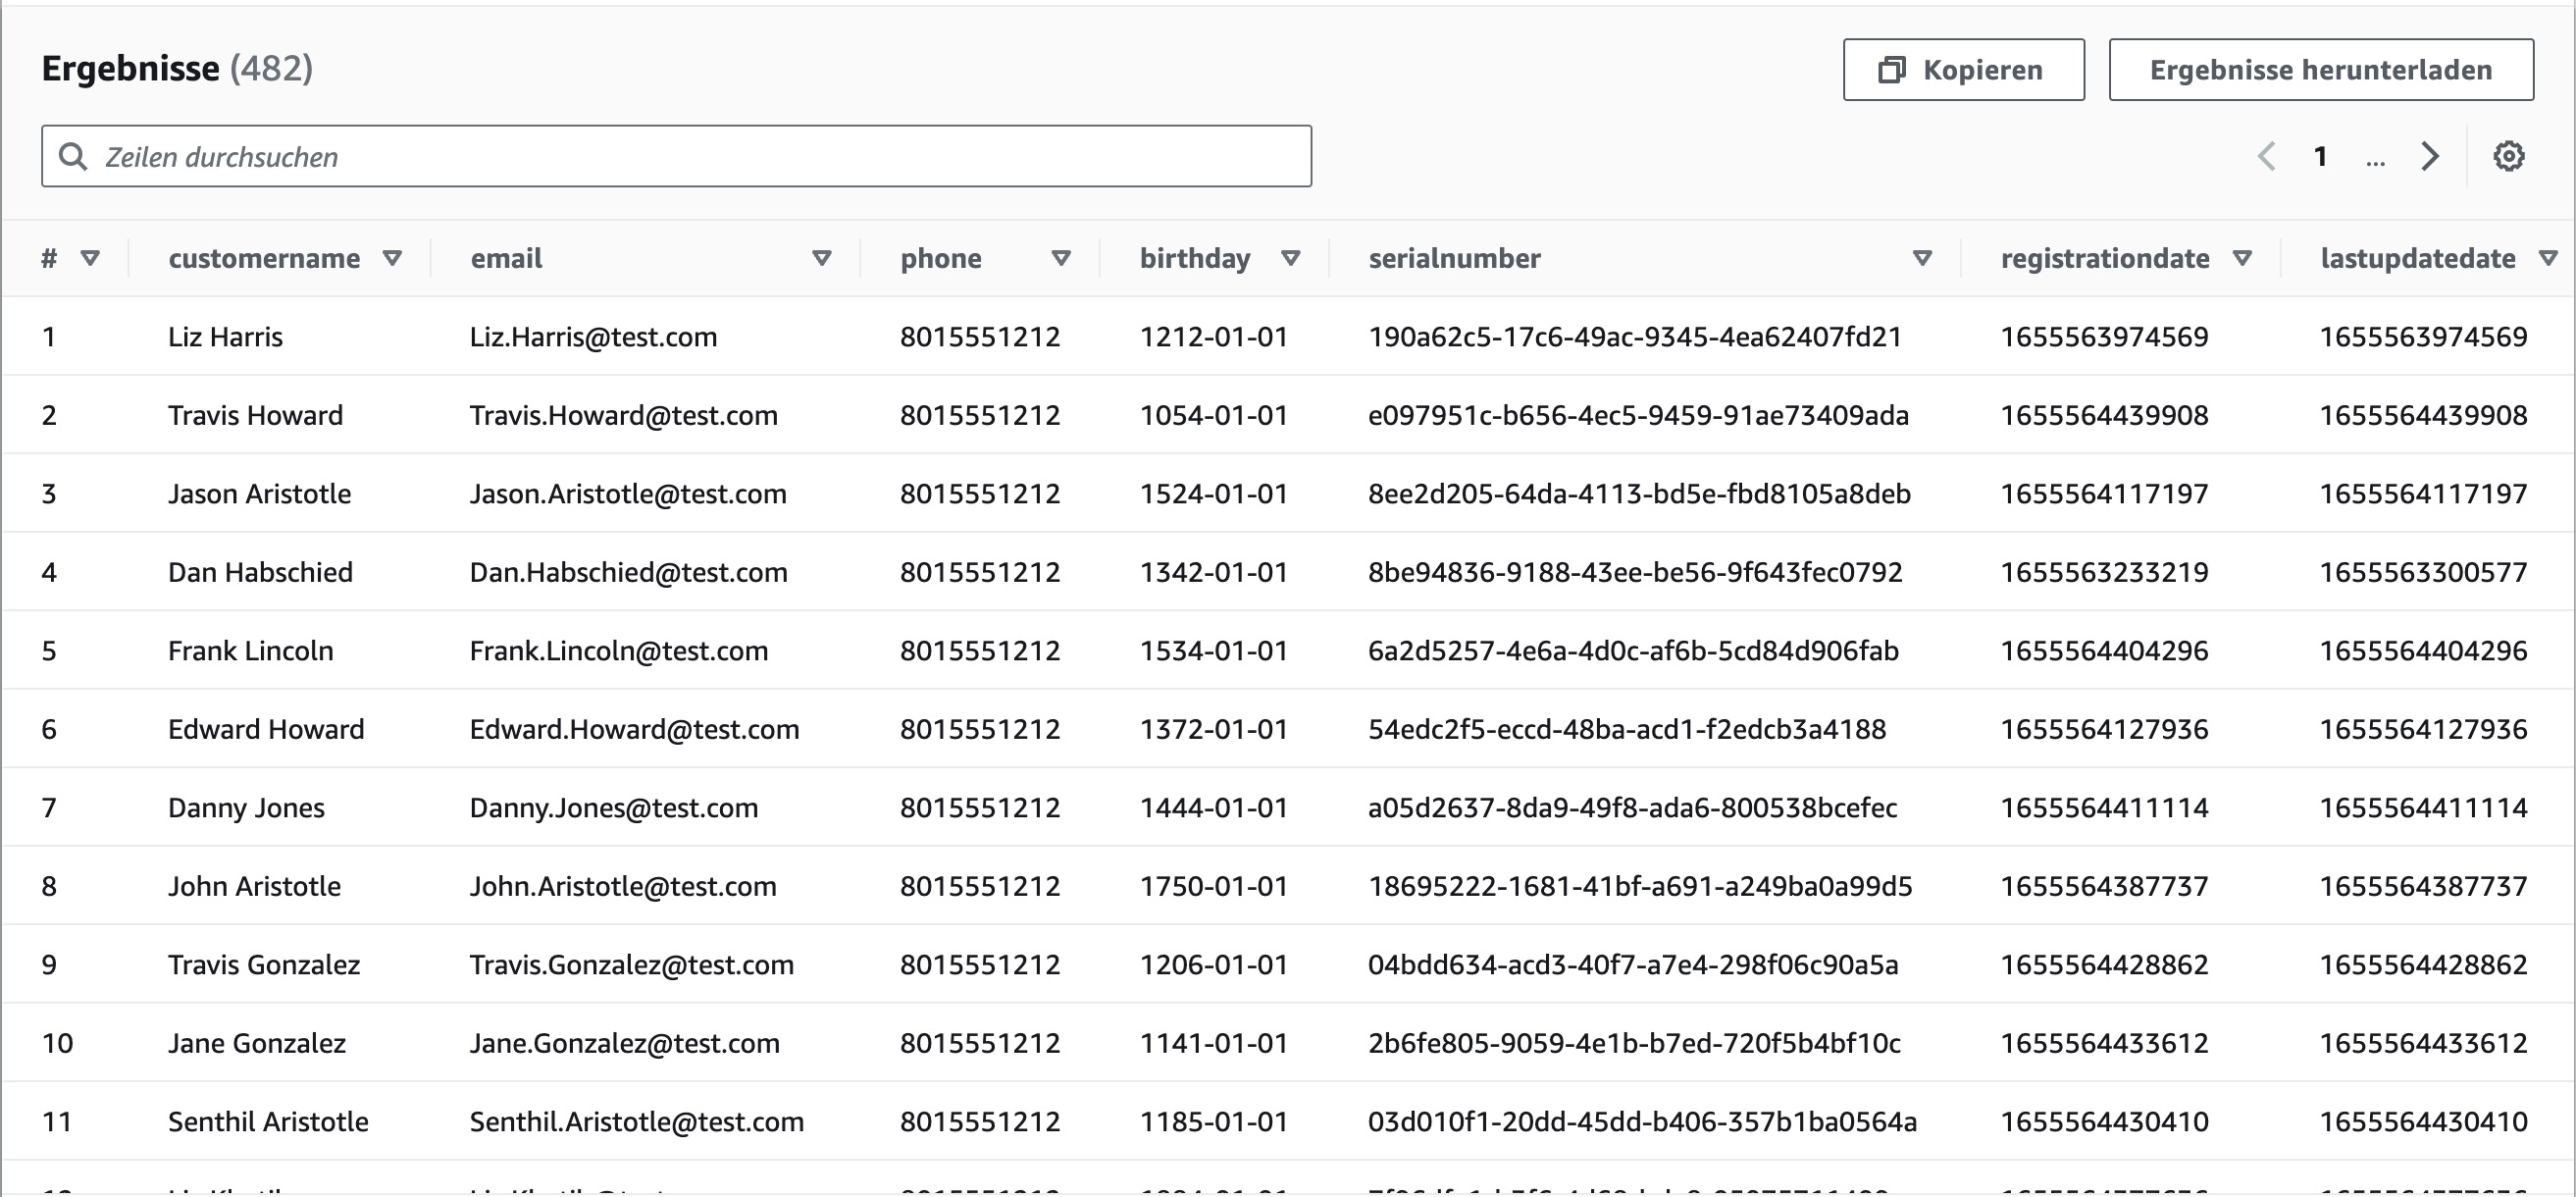 Ergebnisse (482)
Kopieren
Ergebnisse herunterladen
Zeilen durchsuchen
1 ...
# customername email phone birthday serialnumber registrationdate lastupdatedate
1 Liz Harris Liz.Harris@test.com 8015551212 1212-01-01 190a62c5-17c6-49ac-9345-4ea62407fd21 1655563974569 1655563974569
2 Travis Howard Travis.Howard@test.com 8015551212 1054-01-01 e097951c-b656-4ec5-9459-91ae73409ada 1655564439908 1655564439908
3 Jason Aristotle Jason.Aristotle@test.com 8015551212 1524-01-01 8ee2d205-64da-4113-bd5e-fbd8105a8deb 1655564117197 1655564117197
4 Dan Habschied Dan.Habschied@test.com 8015551212 1342-01-01 8be94836-9188-43ee-be56-9f643fec0792 1655563233219 1655563300577
5 Frank Lincoln Frank.Lincoln@test.com 8015551212 1534-01-01 6a2d5257-4e6a-4d0c-af6b-5cd84d906fab 1655564404296 1655564404296
6 Edward Howard Edward.Howard@test.com 8015551212 1372-01-01 54edc2f5-eccd-48ba-acd1-f2edcb3a4188 1655564127936 1655564127936
7 Danny Jones Danny.Jones@test.com 8015551212 1444-01-01 a05d2637-8da9-49f8-ada6-800538bcefec 1655564411114 1655564411114
8 John Aristotle John.Aristotle@test.com 8015551212 1750-01-01 18695222-1681-41bf-a691-a249ba0a99d5 1655564387737 1655564387737
9 Travis Gonzalez Travis.Gonzalez@test.com 8015551212 1206-01-01 04bdd634-acd3-40f7-a7e4-298f06c90a5a 1655564428862 1655564428862
10 Jane Gonzalez Jane.Gonzalez@test.com 8015551212 1141-01-01 2b6fe805-9059-4e1b-b7ed-720f5b4bf10c 1655564433612 1655564433612
11 Senthil Aristotle Senthil.Aristotle@test.com 8015551212 1185-01-01 03d010f1-20dd-45dd-b406-357b1ba0564a 1655564430410 1655564430410